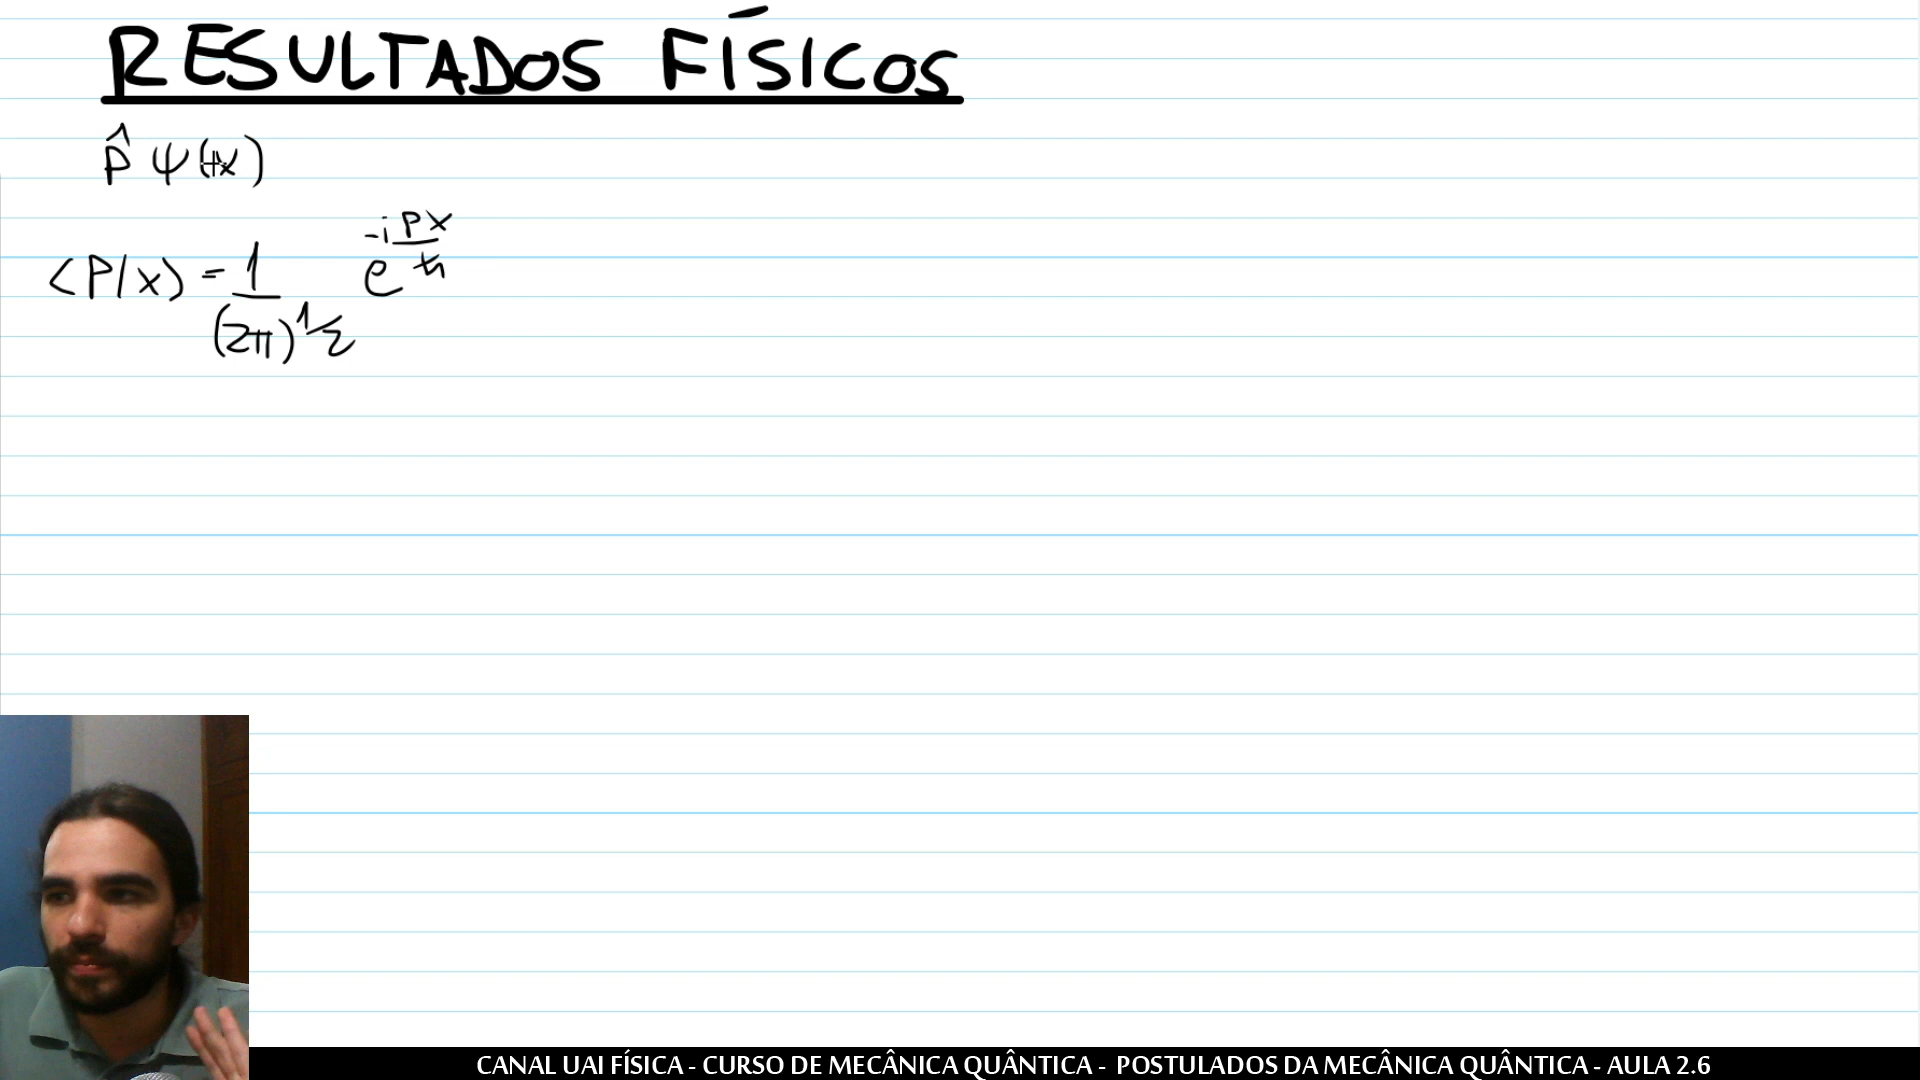 RESULTADOS FÍSICOS
P̂ ψ(x)
<P|x> = 1/(2π)^1/2 e^-i px/ħ
CANAL UAI FÍSICA - CURSO DE MECÂNICA QUÂNTICA - POSTULADOS DA MECÂNICA QUÂNTICA - AULA 2.6